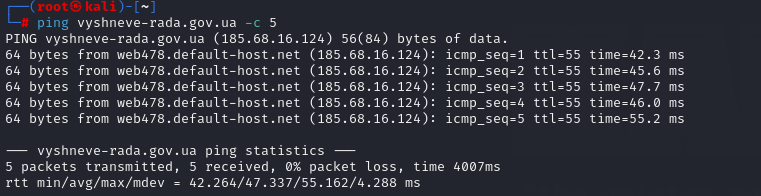 ┌──(root㉿kali)-[~]
└─# ping vyshneve-rada.gov.ua -c 5
PING vyshneve-rada.gov.ua (185.68.16.124) 56(84) bytes of data.
64 bytes from web478.default-host.net (185.68.16.124): icmp_seq=1 ttl=55 time=42.3 ms
64 bytes from web478.default-host.net (185.68.16.124): icmp_seq=2 ttl=55 time=45.6 ms
64 bytes from web478.default-host.net (185.68.16.124): icmp_seq=3 ttl=55 time=47.7 ms
64 bytes from web478.default-host.net (185.68.16.124): icmp_seq=4 ttl=55 time=46.0 ms
64 bytes from web478.default-host.net (185.68.16.124): icmp_seq=5 ttl=55 time=55.2 ms
--- vyshneve-rada.gov.ua ping statistics ---
5 packets transmitted, 5 received, 0% packet loss, time 4007ms
rtt min/avg/max/mdev = 42.264/47.337/55.162/4.288 ms